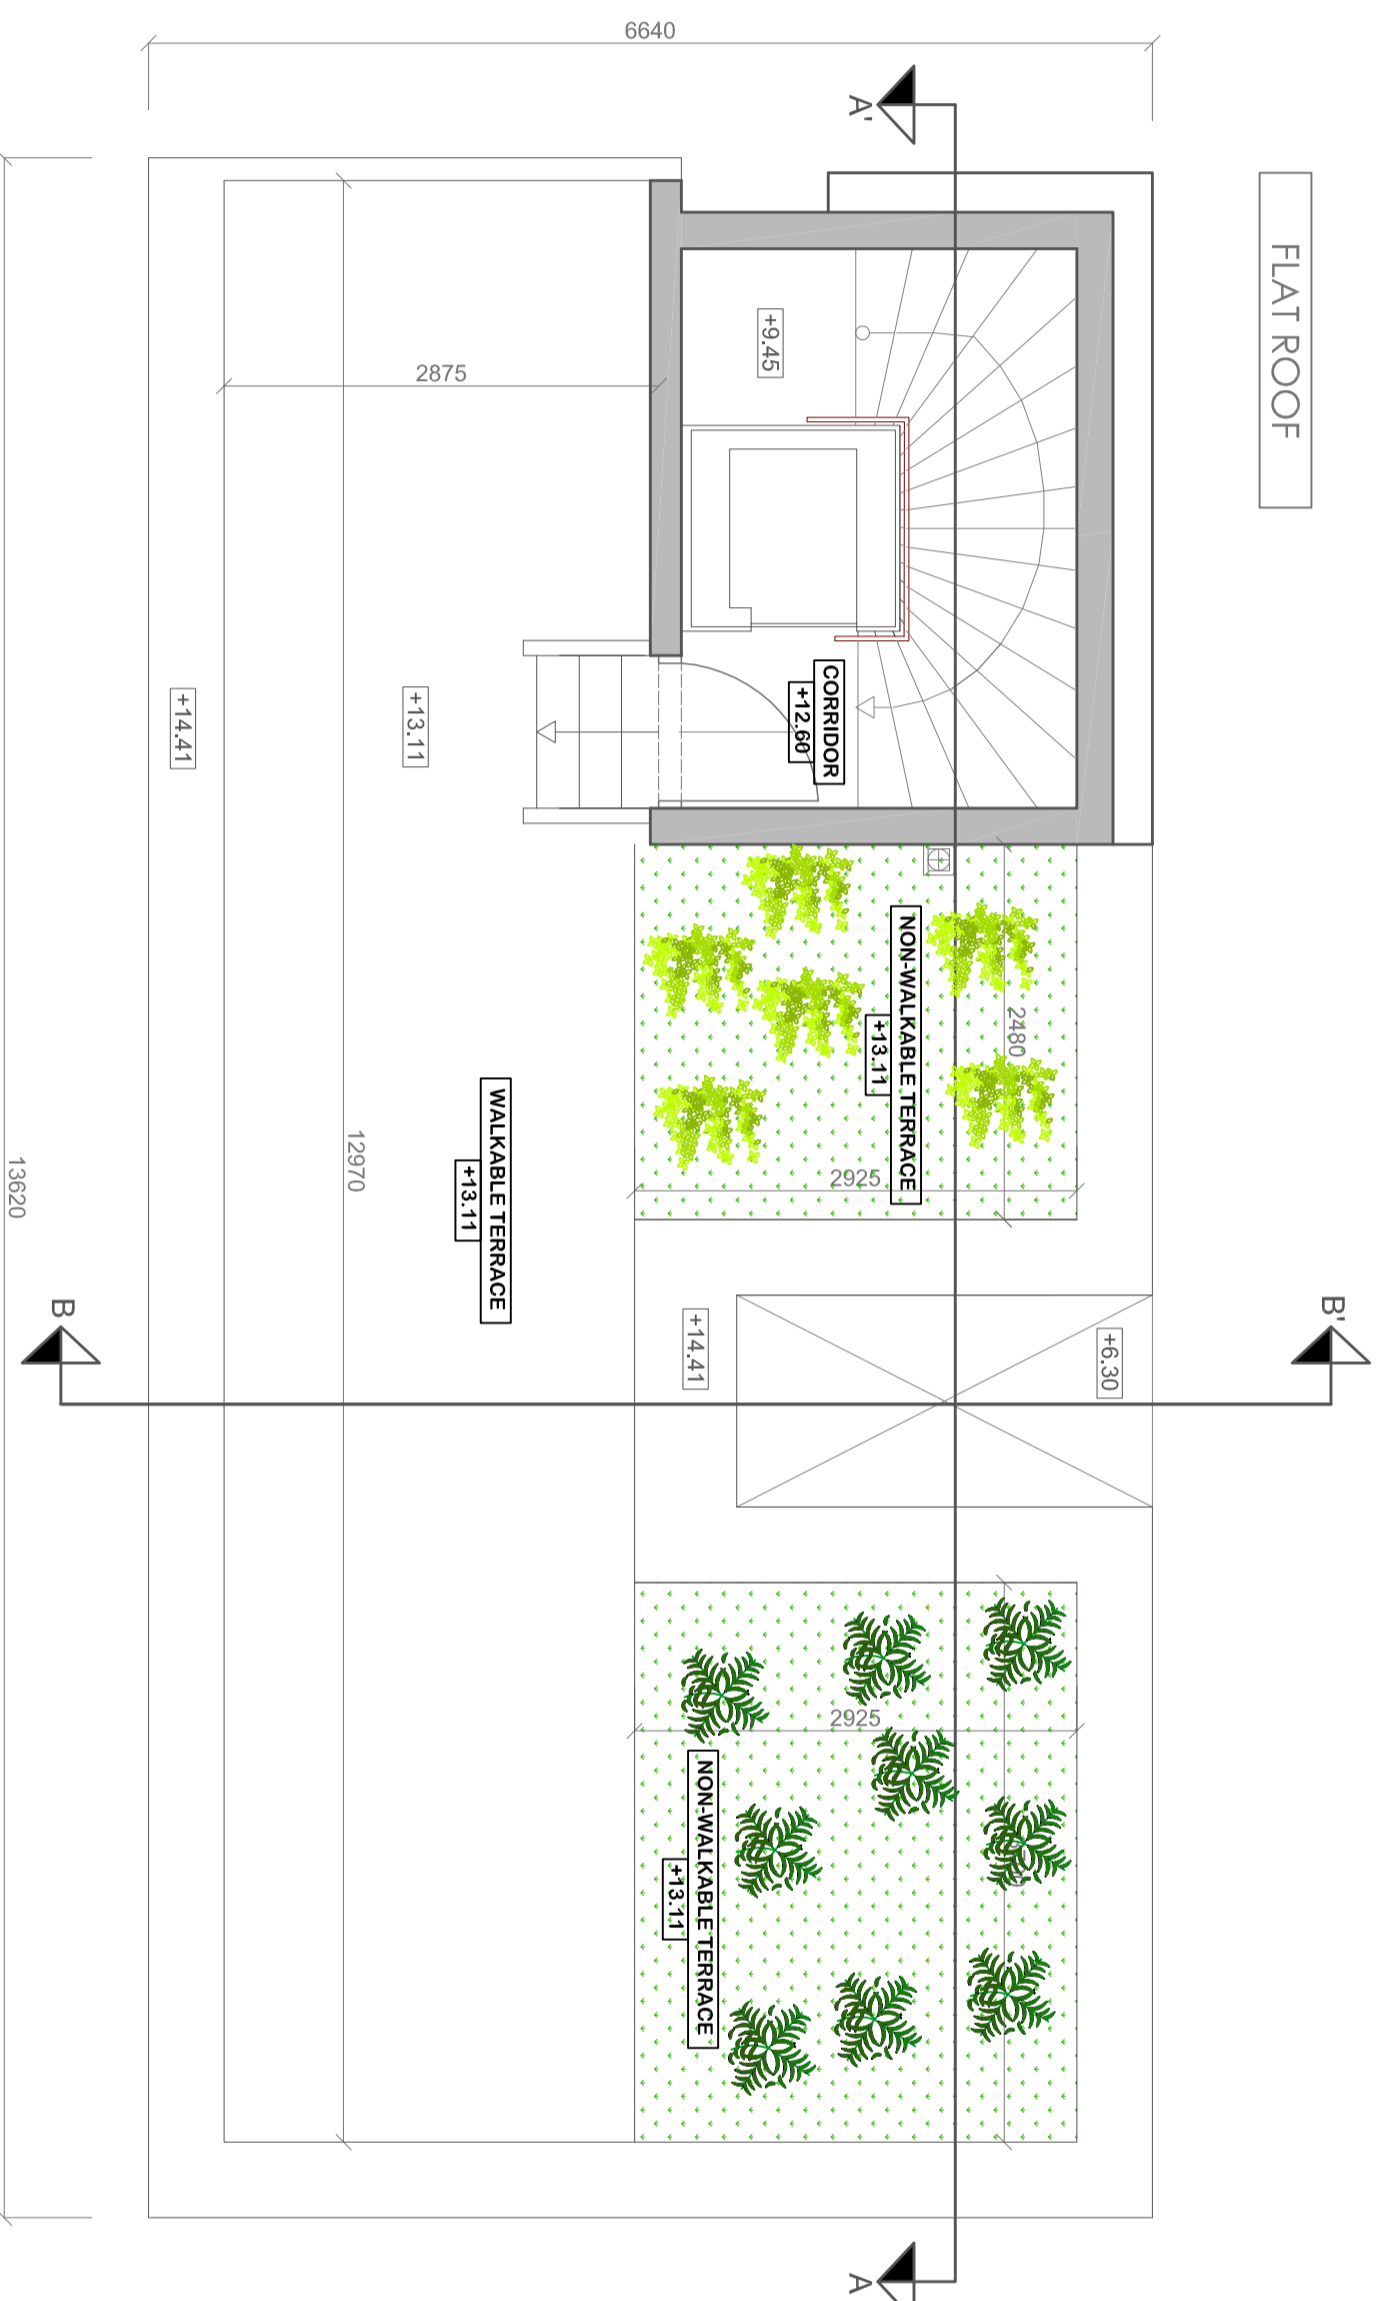 FLAT ROOF
6640
A'
+9.45
2875
CORRIDOR
+12.60
+13.11
+14.41
NON-WALKABLE TERRACE
+13.11
2480
2925
WALKABLE TERRACE
+13.11
12970
13620
B
B'
+14.41
+6.30
2925
NON-WALKABLE TERRACE
+13.11
A